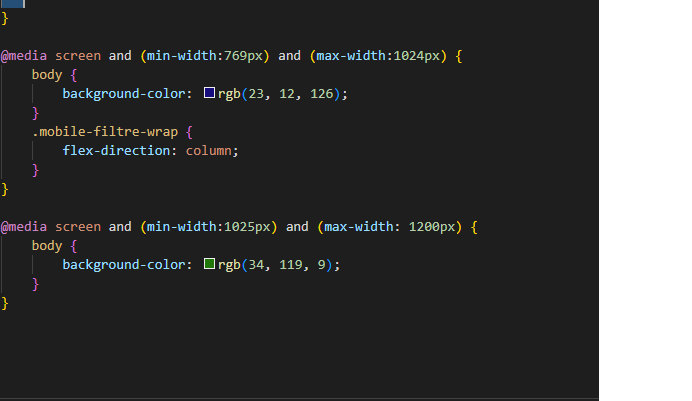 }
@media screen and (min-width:769px) and (max-width:1024px) {
body {
background-color: rgb(23, 12, 126);
}
.mobile-filtre-wrap {
flex-direction: column;
}
}
@media screen and (min-width:1025px) and (max-width: 1200px) {
body {
background-color: rgb(34, 119, 9);
}
}